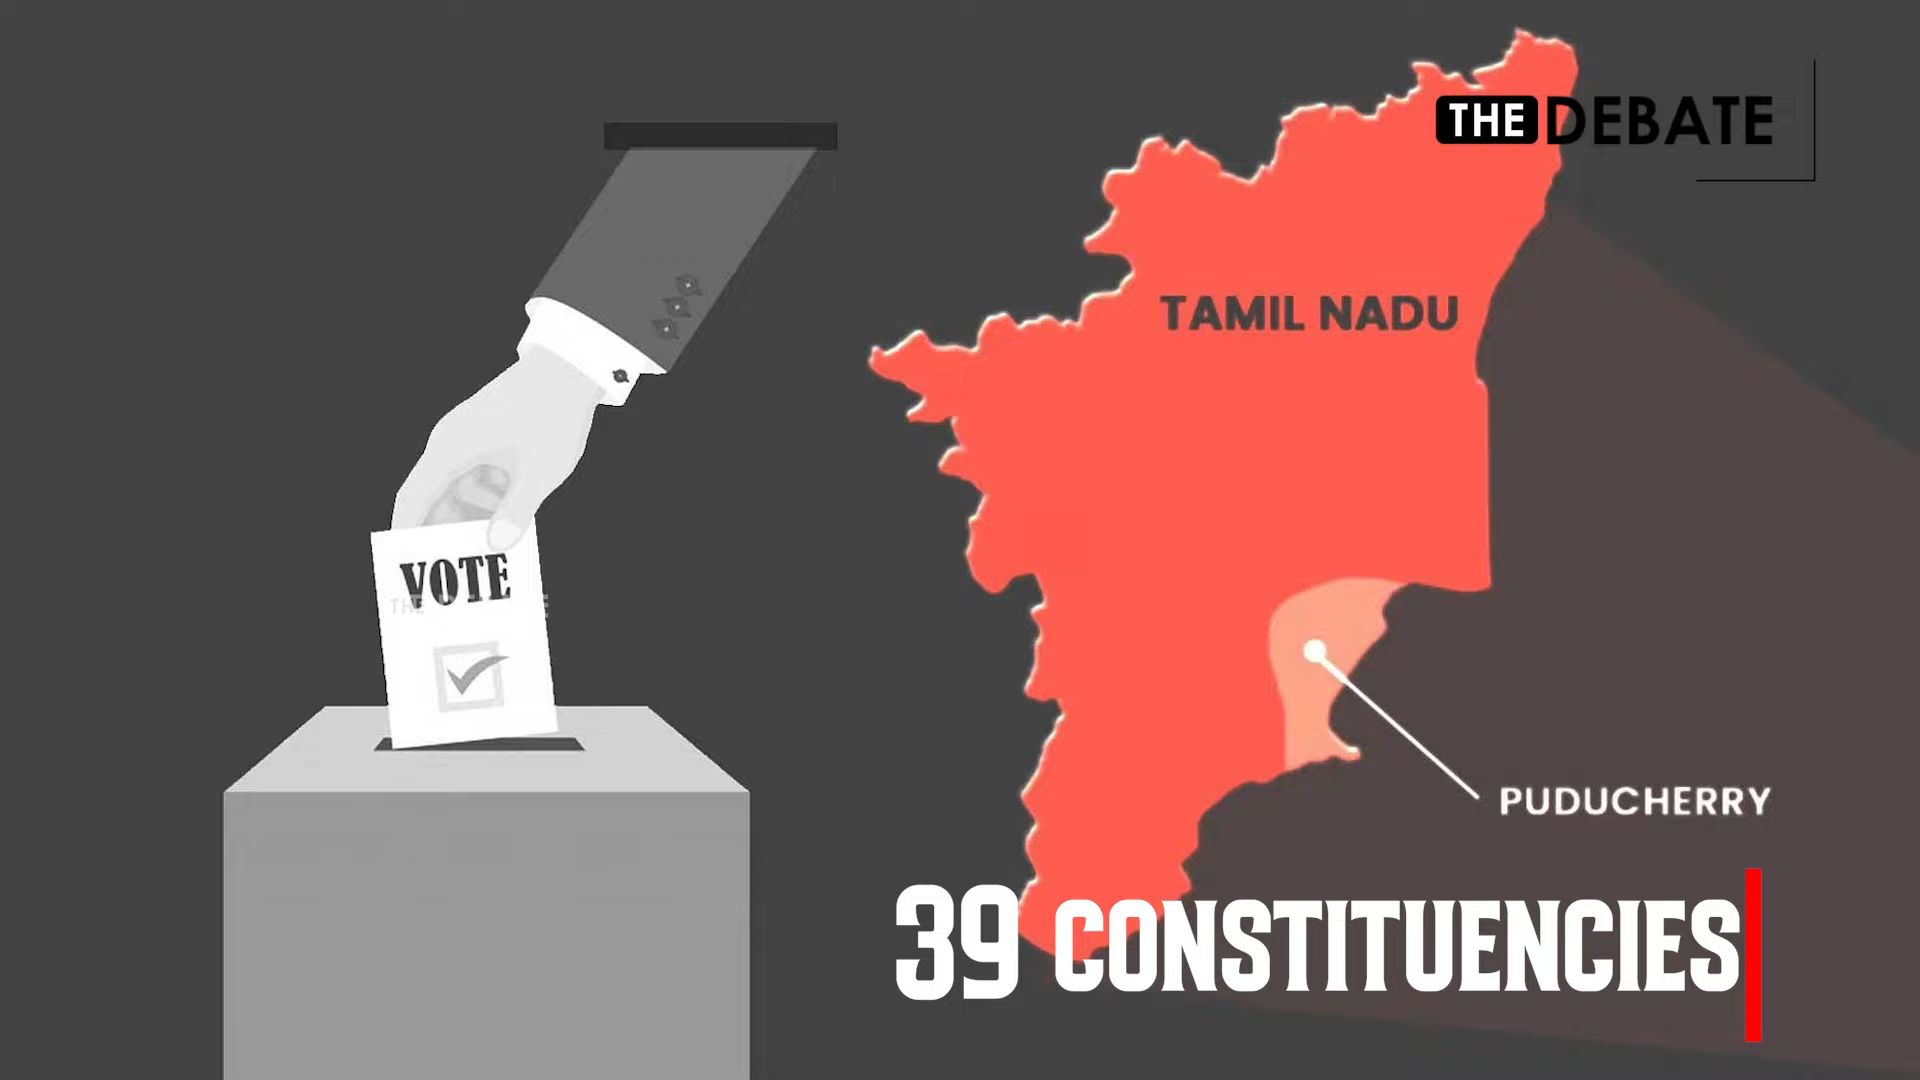 THE DEBATE
TAMIL NADU
VOTE
PUDUCHERRY
39 CONSTITUENCIES